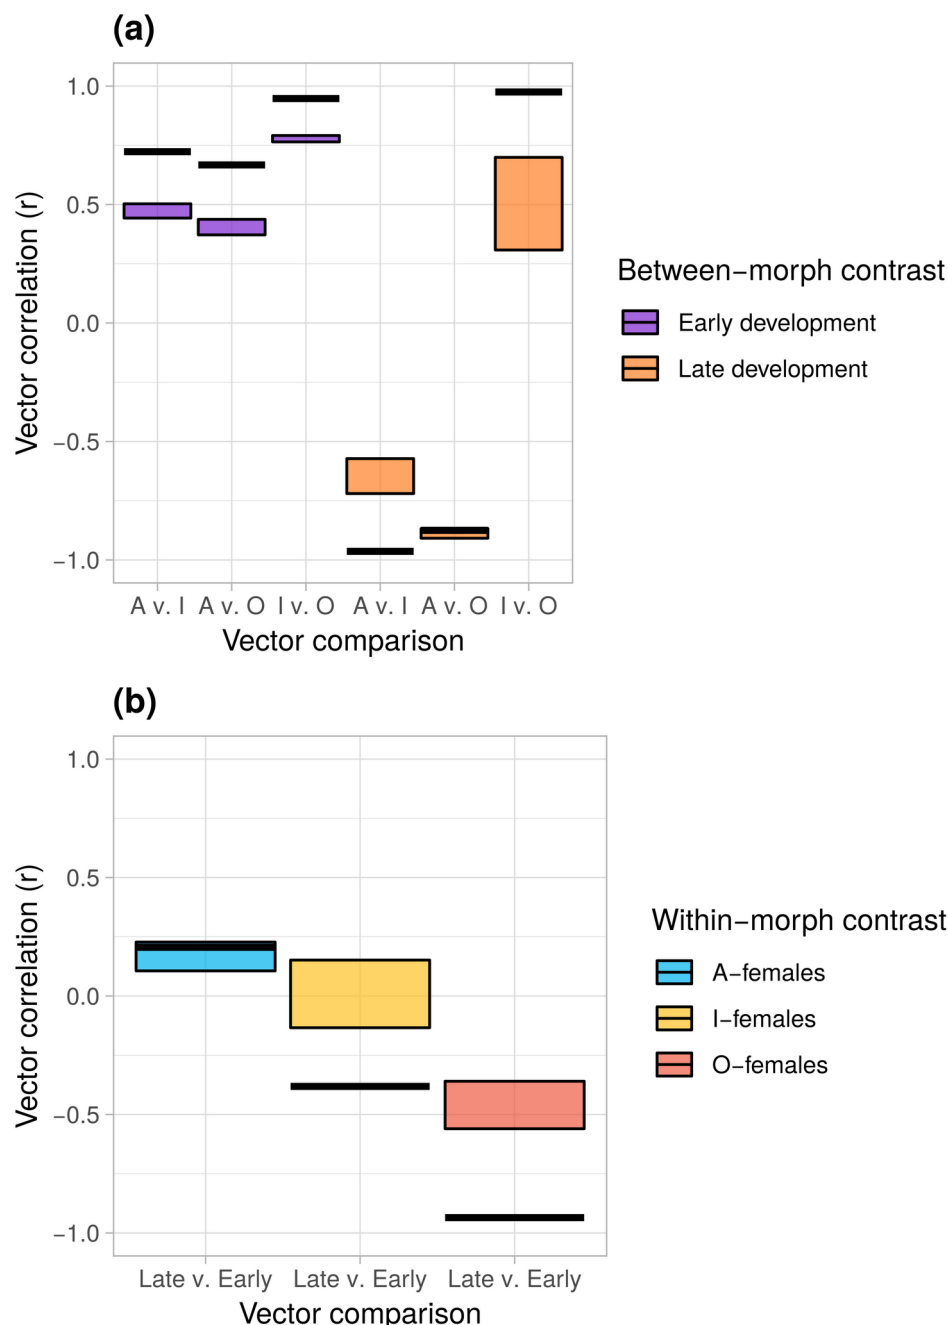 (a)
Vector correlation (r)
1.0
0.5
0.0
−0.5
−1.0
A v. I A v. O I v. O A v. I A v. O I v. O
Vector comparison
Between−morph contrast
Early development
Late development
(b)
Vector correlation (r)
1.0
0.5
0.0
−0.5
−1.0
Late v. Early Late v. Early Late v. Early
Vector comparison
Within−morph contrast
A−females
I−females
O−females